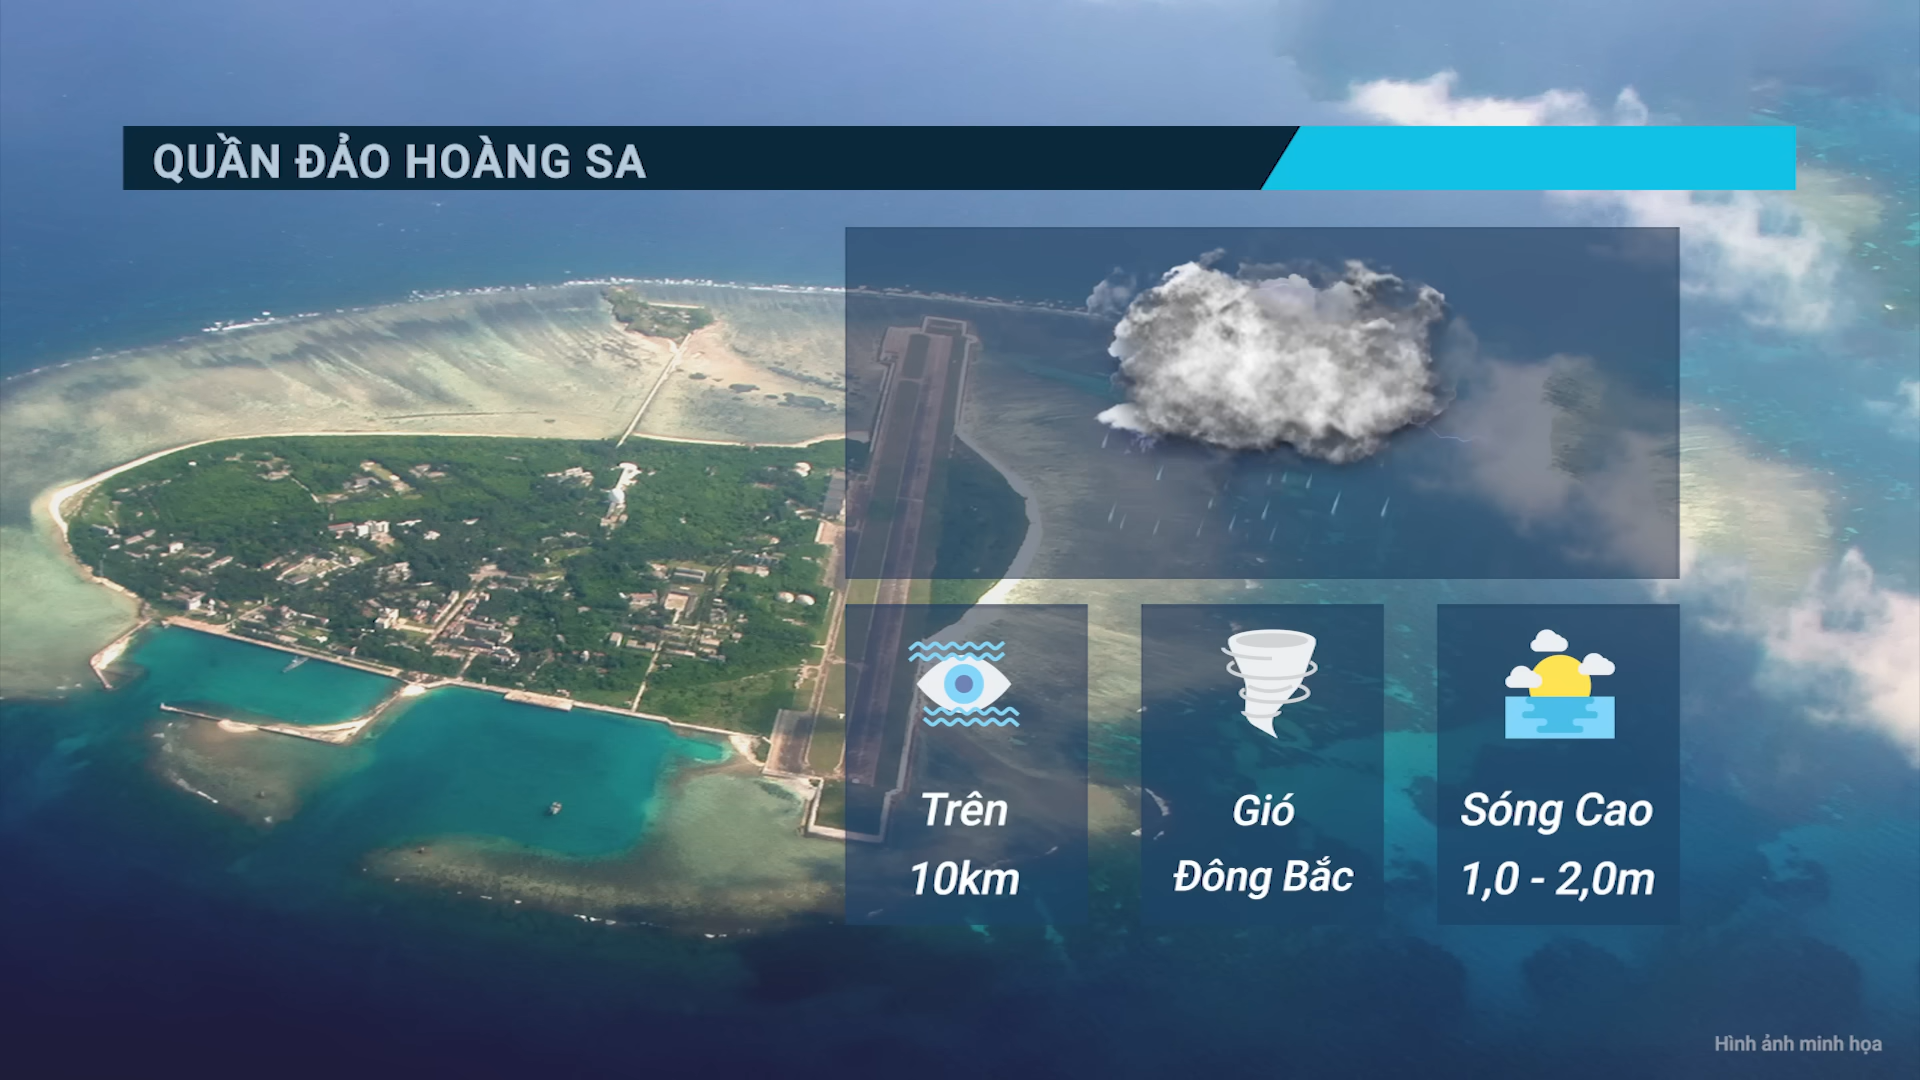 QUẦN ĐẢO HOÀNG SA
Trên
10km
Gió
Đông Bắc
Sóng Cao
1,0 - 2,0m
Hình ảnh minh họa